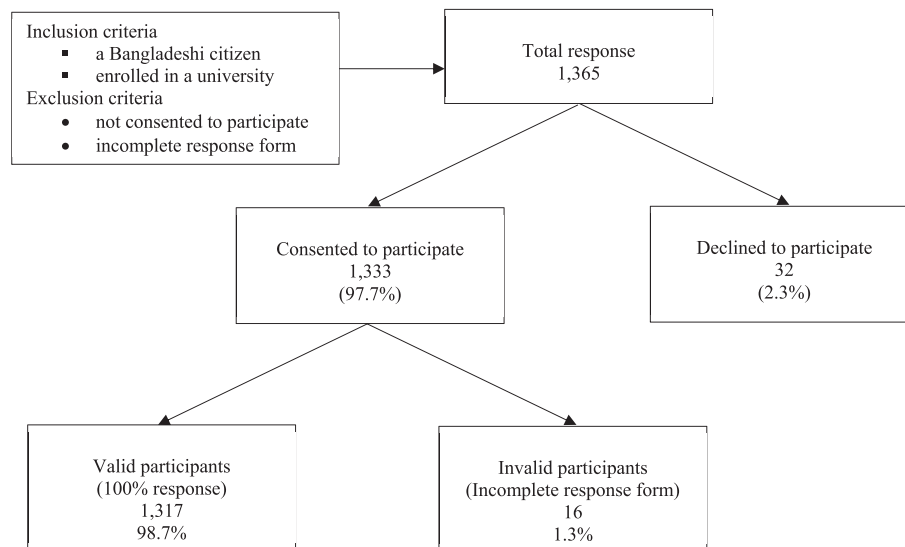 Inclusion criteria
▪ a Bangladeshi citizen
▪ enrolled in a university
Exclusion criteria
● not consented to participate
● incomplete response form
Total response
1,365
Consented to participate
1,333
(97.7%)
Declined to participate
32
(2.3%)
Valid participants
(100% response)
1,317
98.7%
Invalid participants
(Incomplete response form)
16
1.3%